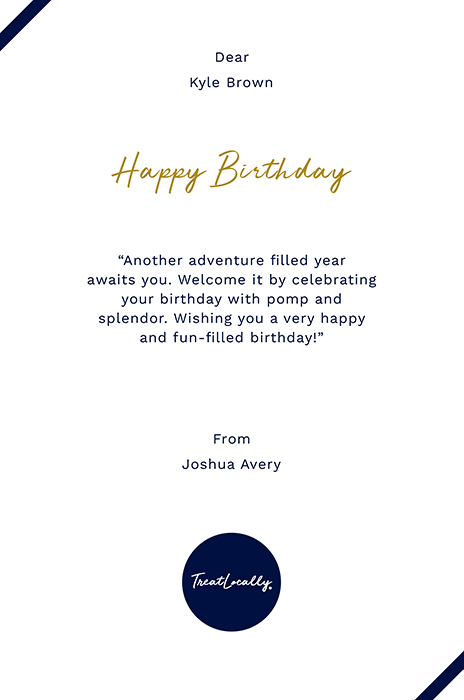 Dear
Kyle Brown
Happy Birthday
“Another adventure filled year
awaits you. Welcome it by celebrating
your birthday with pomp and
splendor. Wishing you a very happy
and fun-filled birthday!”
From
Joshua Avery
TreatLocally.